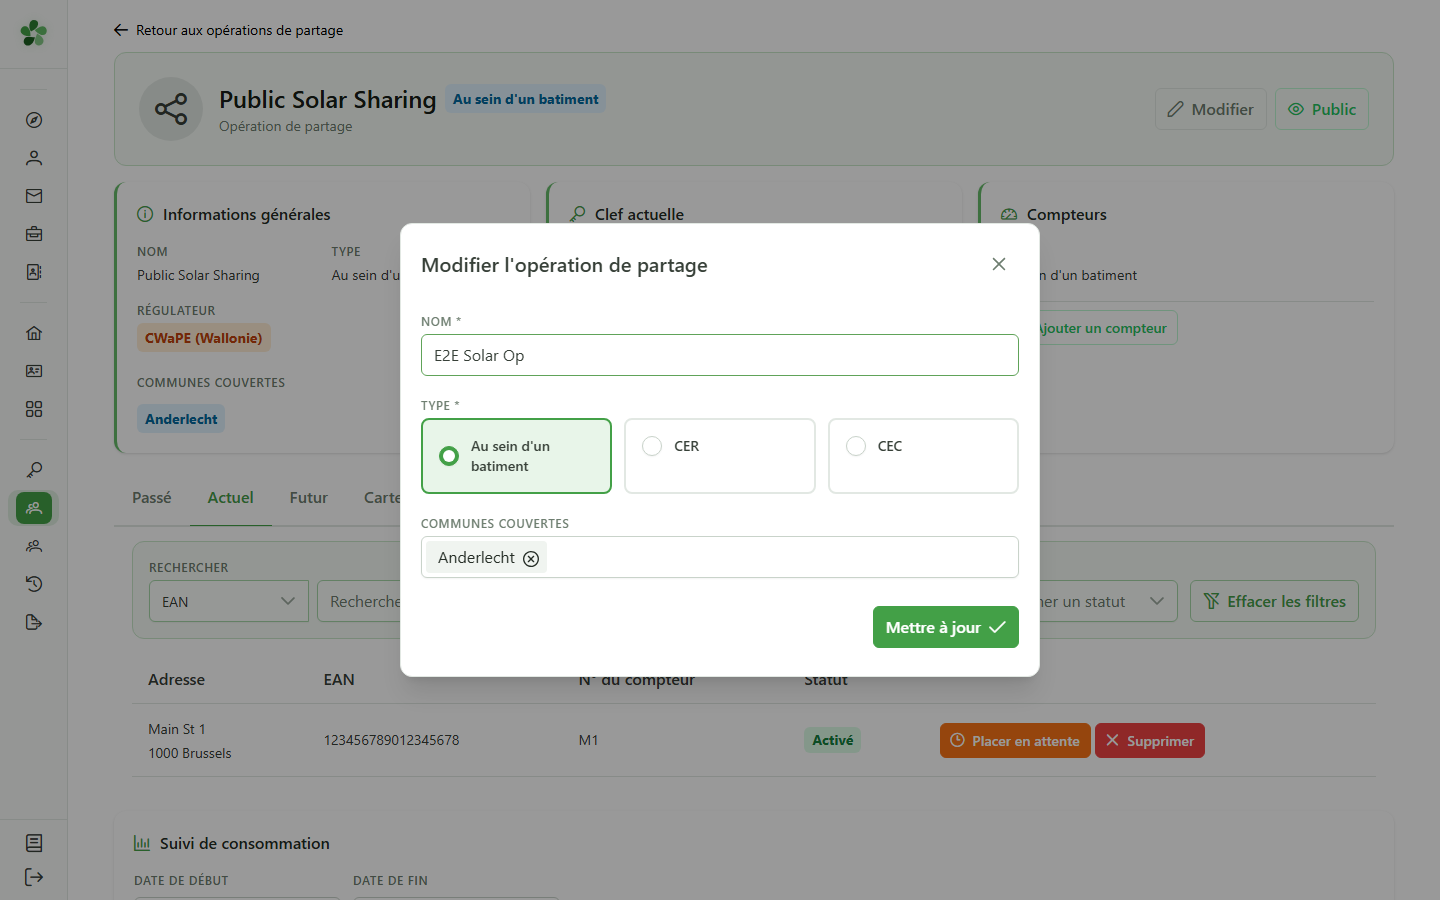 Retour aux opérations de partage
Public Solar Sharing
Au sein d'un batiment
Opération de partage
Modifier
Public
Informations générales
Clef actuelle
Compteurs
NOM
TYPE
Public Solar Sharing
Au sein d'u
n d'un batiment
RÉGULATEUR
CWaPE (Wallonie)
Ajouter un compteur
COMMUNES COUVERTES
Anderlecht
Modifier l'opération de partage
NOM *
E2E Solar Op
TYPE *
Au sein d'un
batiment
CER
CEC
COMMUNES COUVERTES
Anderlecht
Mettre à jour
Passé
Actuel
Futur
Carte
RECHERCHER
EAN
Recherche
er un statut
Effacer les filtres
Adresse
EAN
N° du compteur
Statut
Main St 1
1000 Brussels
123456789012345678
M1
Activé
Placer en attente
Supprimer
Suivi de consommation
DATE DE DÉBUT
DATE DE FIN